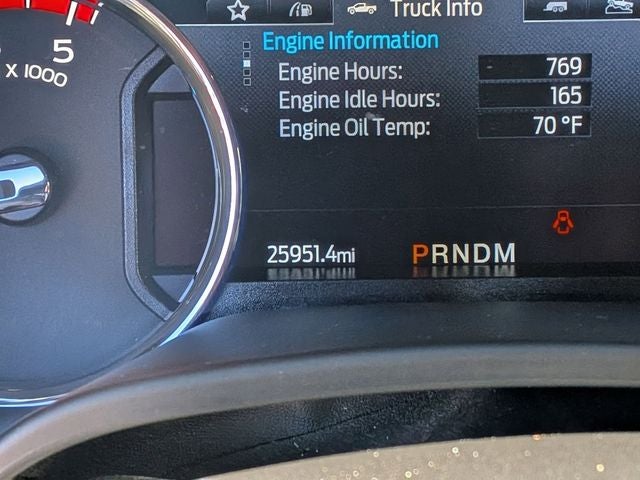 Truck Info
Engine Information
5
x 1000
Engine Hours: 769
Engine Idle Hours: 165
Engine Oil Temp: 70 °F
25951.4mi PRNDM